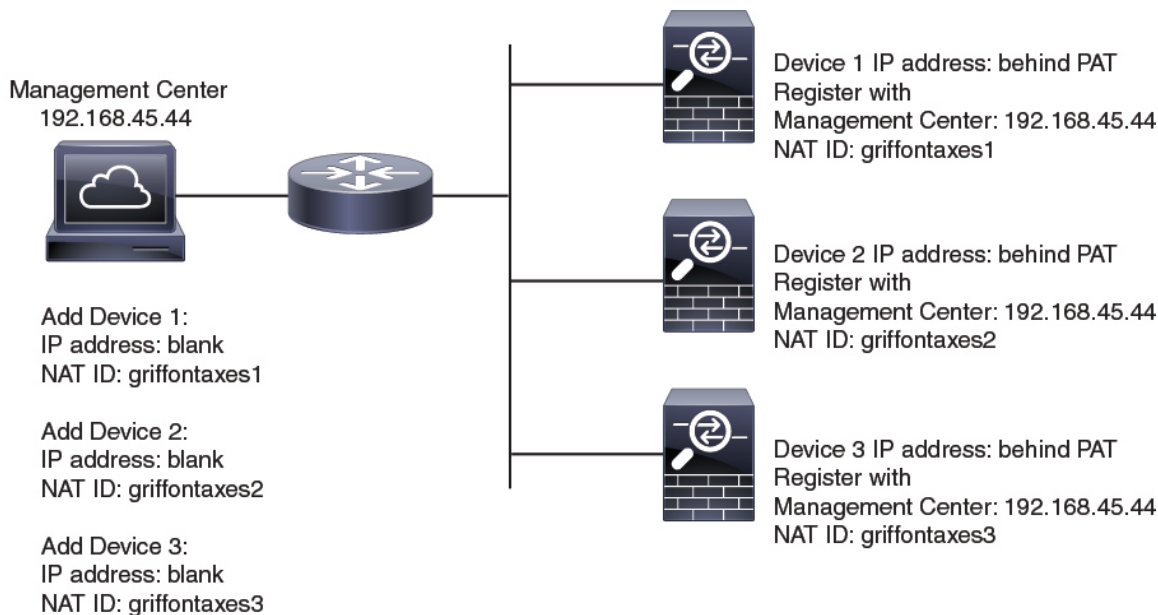 Management Center
192.168.45.44
Add Device 1:
IP address: blank
NAT ID: griffontaxes1
Add Device 2:
IP address: blank
NAT ID: griffontaxes2
Add Device 3:
IP address: blank
NAT ID: griffontaxes3
Device 1 IP address: behind PAT
Register with
Management Center: 192.168.45.44
NAT ID: griffontaxes1
Device 2 IP address: behind PAT
Register with
Management Center: 192.168.45.44
NAT ID: griffontaxes2
Device 3 IP address: behind PAT
Register with
Management Center: 192.168.45.44
NAT ID: griffontaxes3